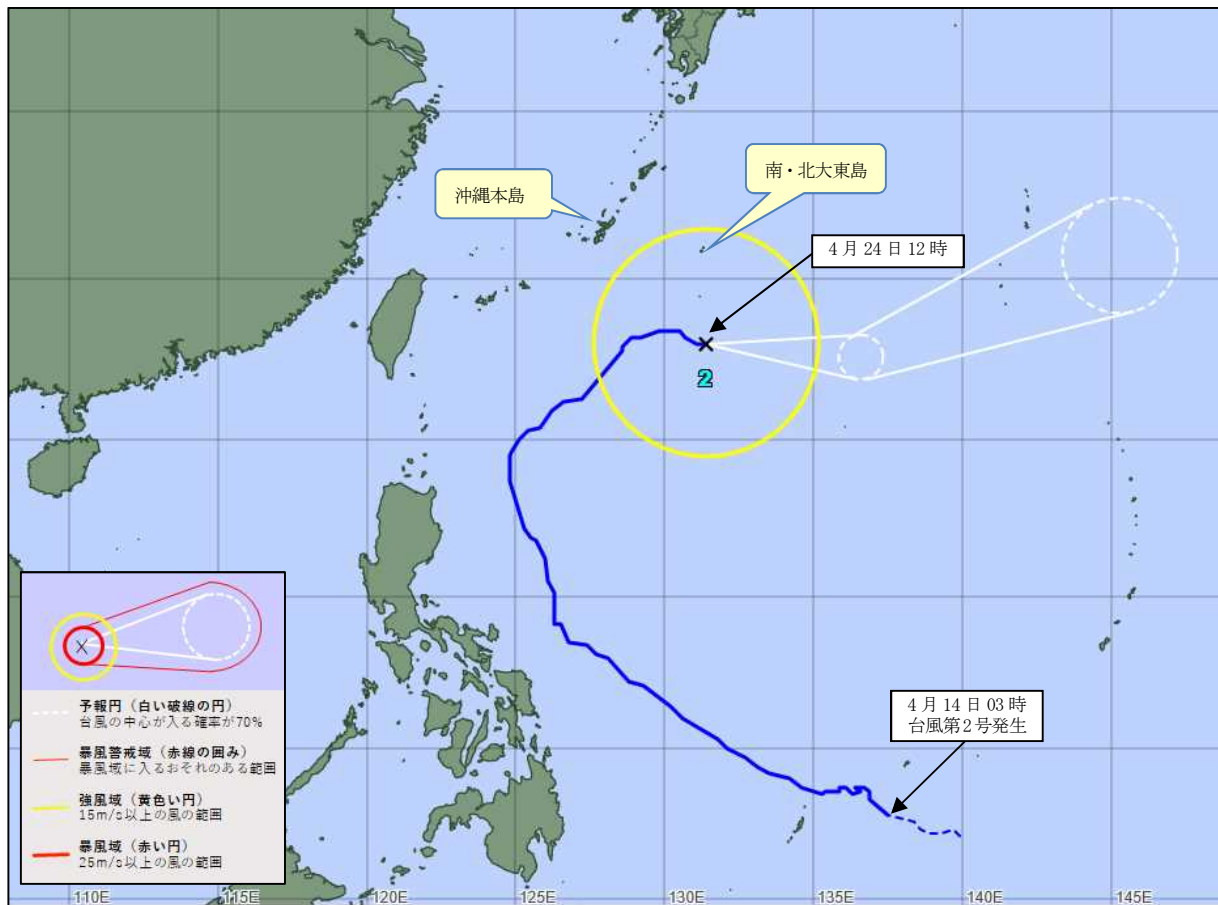 南・北大東島
沖縄本島
4月24日12時
2
4月14日03時
台風第2号発生
予報円（白い破線の円）
台風の中心が入る確率が70%
暴風警戒域（赤線の囲み）
暴風域に入るおそれのある範囲
強風域（黄色い円）
15m/s以上の風の範囲
暴風域（赤い円）
25m/s以上の風の範囲
110E 115E 120E 125E 130E 135E 140E 145E